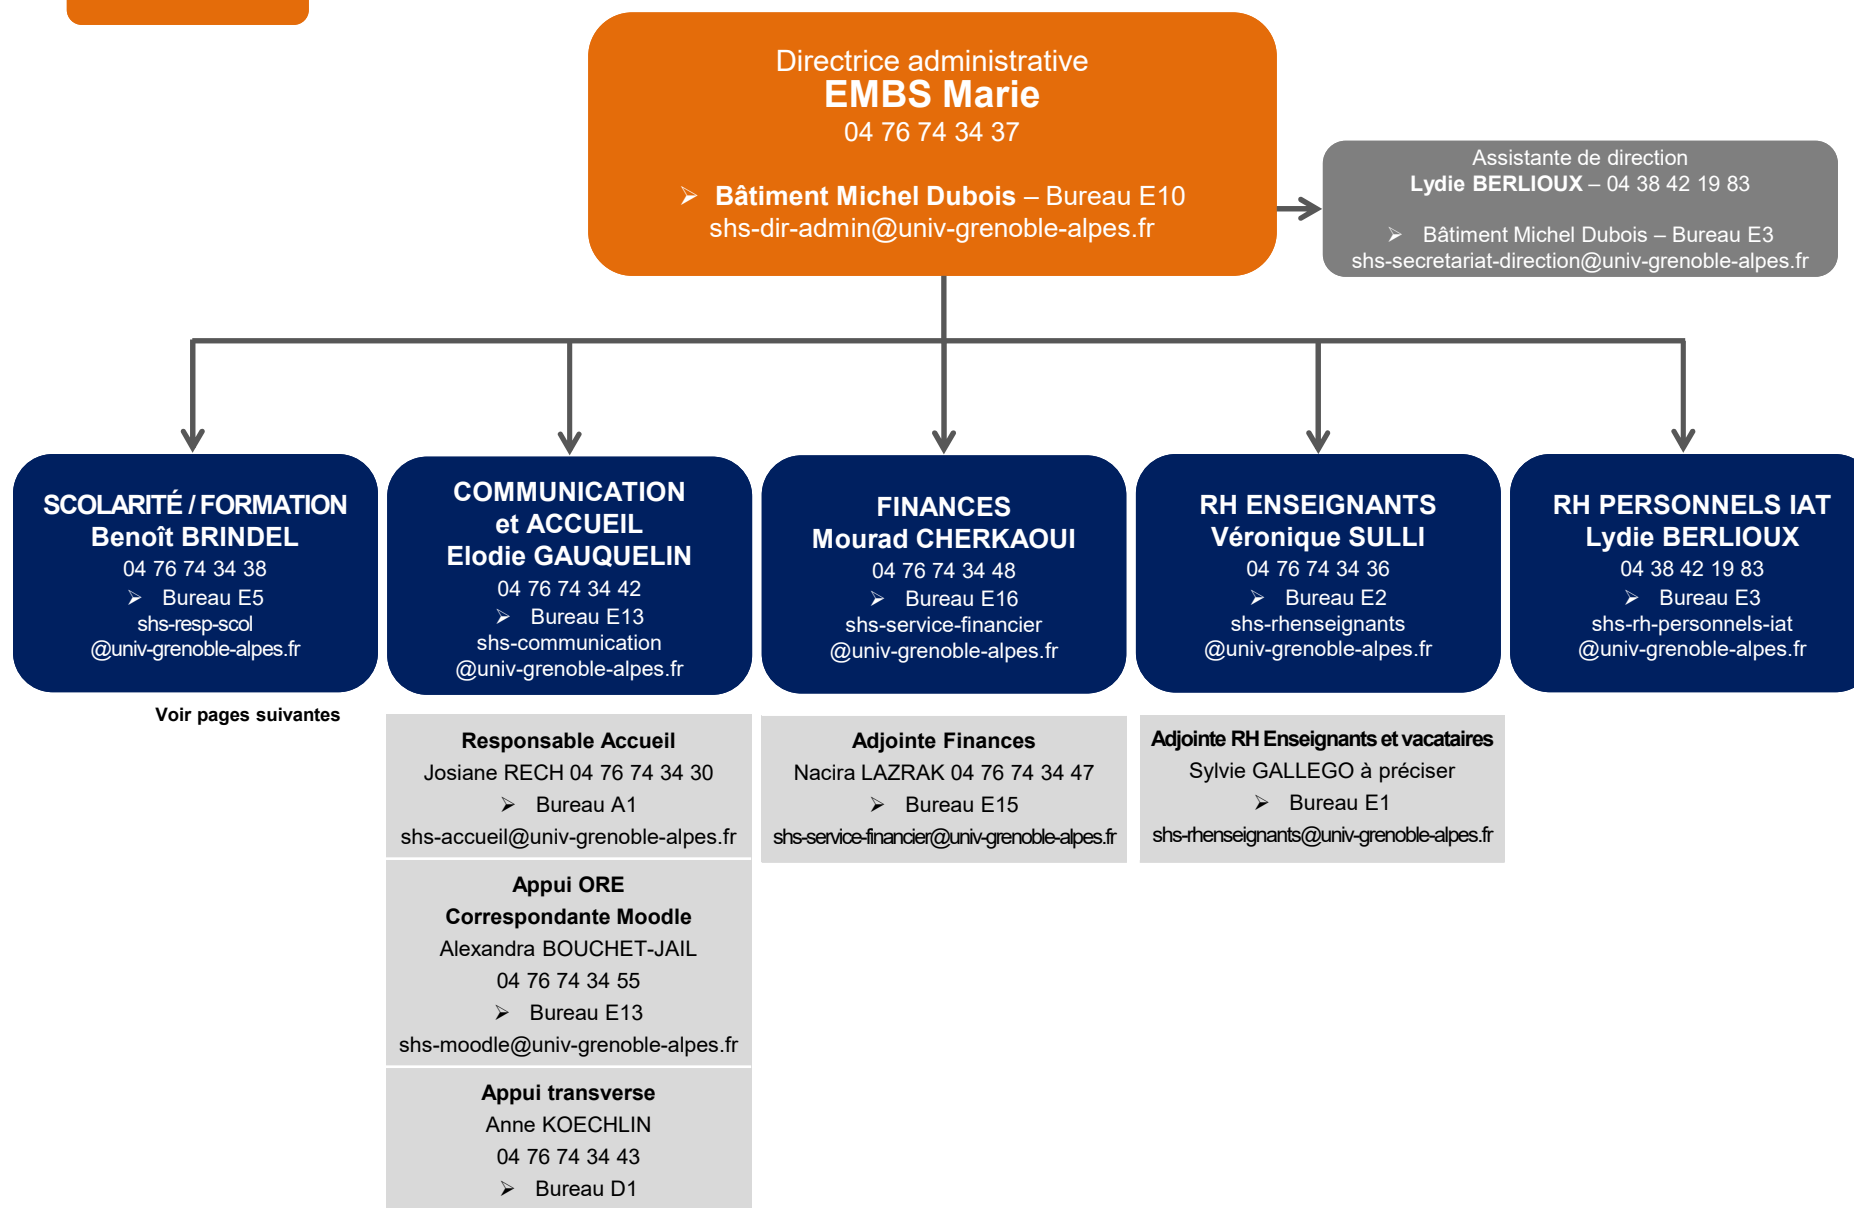 Directrice administrative
EMBS Marie
04 76 74 34 37
➢ Bâtiment Michel Dubois – Bureau E10
shs-dir-admin@univ-grenoble-alpes.fr
Assistante de direction
Lydie BERLIOUX – 04 38 42 19 83
➢ Bâtiment Michel Dubois – Bureau E3
shs-secretariat-direction@univ-grenoble-alpes.fr
SCOLARITÉ / FORMATION
Benoît BRINDEL
04 76 74 34 38
➢ Bureau E5
shs-resp-scol
@univ-grenoble-alpes.fr
Voir pages suivantes
COMMUNICATION
et ACCUEIL
Elodie GAUQUELIN
04 76 74 34 42
➢ Bureau E13
shs-communication
@univ-grenoble-alpes.fr
Responsable Accueil
Josiane RECH 04 76 74 34 30
➢ Bureau A1
shs-accueil@univ-grenoble-alpes.fr
Appui ORE
Correspondante Moodle
Alexandra BOUCHET-JAIL
04 76 74 34 55
➢ Bureau E13
shs-moodle@univ-grenoble-alpes.fr
Appui transverse
Anne KOECHLIN
04 76 74 34 43
➢ Bureau D1
FINANCES
Mourad CHERKAOUI
04 76 74 34 48
➢ Bureau E16
shs-service-financier
@univ-grenoble-alpes.fr
Adjointe Finances
Nacira LAZRAK 04 76 74 34 47
➢ Bureau E15
shs-service-financier@univ-grenoble-alpes.fr
RH ENSEIGNANTS
Véronique SULLI
04 76 74 34 36
➢ Bureau E2
shs-rhenseignants
@univ-grenoble-alpes.fr
Adjointe RH Enseignants et vacataires
Sylvie GALLEGO à préciser
➢ Bureau E1
shs-rhenseignants@univ-grenoble-alpes.fr
RH PERSONNELS IAT
Lydie BERLIOUX
04 38 42 19 83
➢ Bureau E3
shs-rh-personnels-iat
@univ-grenoble-alpes.fr